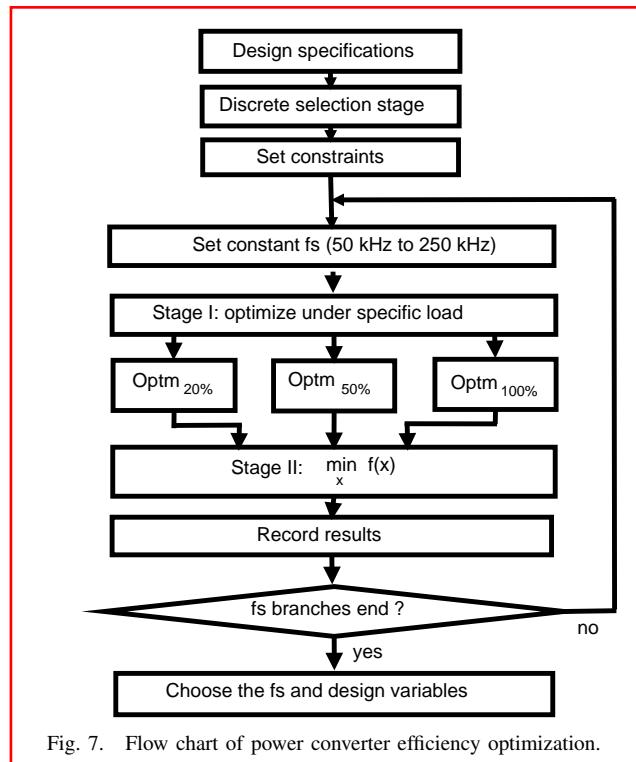 Design specifications
Discrete selection stage
Set constraints
Set constant fs (50 kHz to 250 kHz)
Stage I: optimize under specific load
Optm 20%
Optm 50%
Optm 100%
Stage II: min f(x)
x
Record results
fs branches end ?
no
yes
Choose the fs and design variables
Fig. 7. Flow chart of power converter efficiency optimization.